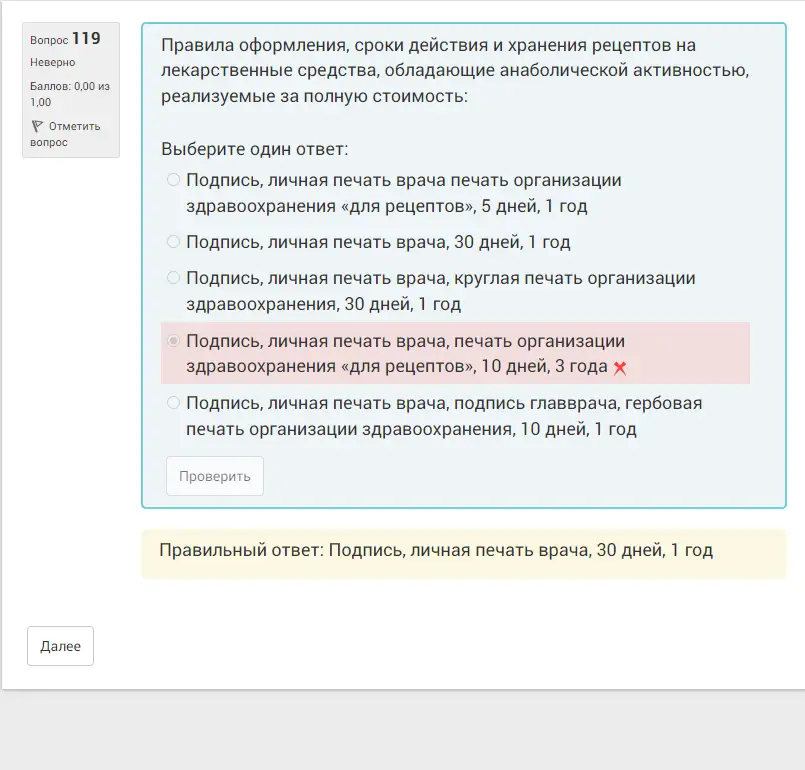 Вопрос 119
Неверно
Баллов: 0,00 из
1,00
Отметить
вопрос
Правила оформления, сроки действия и хранения рецептов на
лекарственные средства, обладающие анаболической активностью,
реализуемые за полную стоимость:
Выберите один ответ:
Подпись, личная печать врача печать организации
здравоохранения «для рецептов», 5 дней, 1 год
Подпись, личная печать врача, 30 дней, 1 год
Подпись, личная печать врача, круглая печать организации
здравоохранения, 30 дней, 1 год
Подпись, личная печать врача, печать организации
здравоохранения «для рецептов», 10 дней, 3 года
Подпись, личная печать врача, подпись главврача, гербовая
печать организации здравоохранения, 10 дней, 1 год
Проверить
Правильный ответ: Подпись, личная печать врача, 30 дней, 1 год
Далее